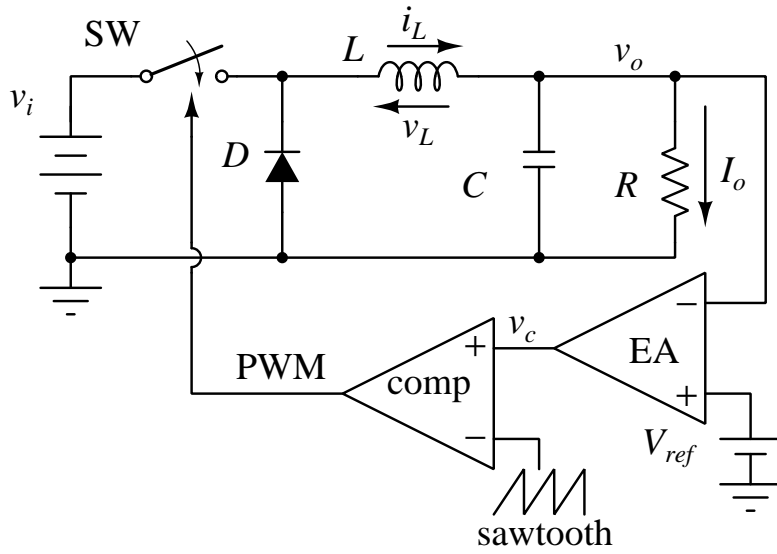 SW
L
i_L
v_o
v_i
v_L
D
C
R
I_o
v_c
EA
PWM
comp
V_ref
sawtooth
+
−
−
+